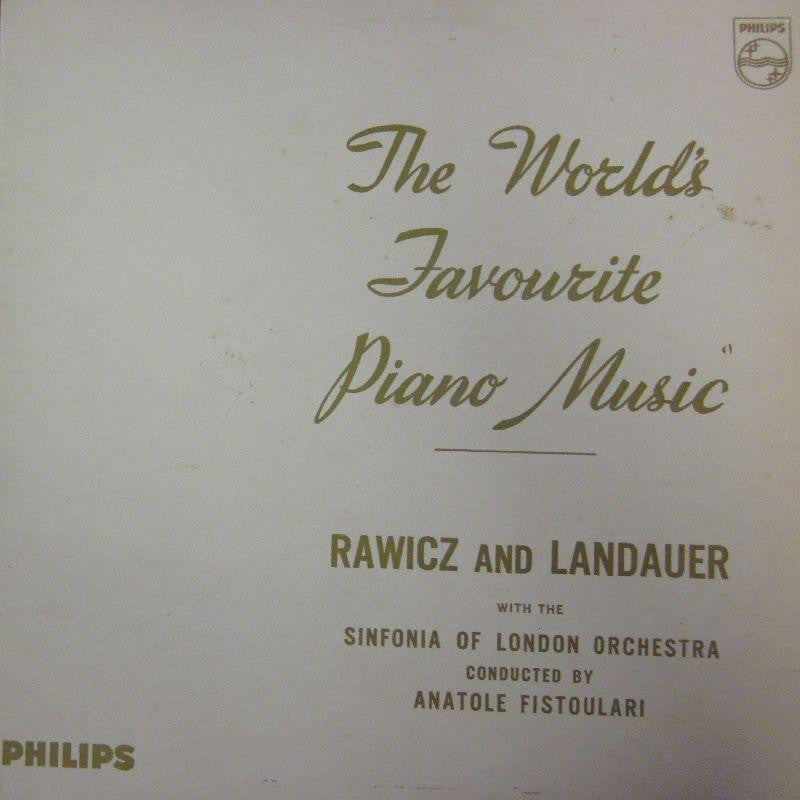 PHILIPS
The World's
Favourite
Piano Music"
RAWICZ AND LANDAUER
WITH THE
SINFONIA OF LONDON ORCHESTRA
CONDUCTED BY
ANATOLE FISTOULARI
PHILIPS